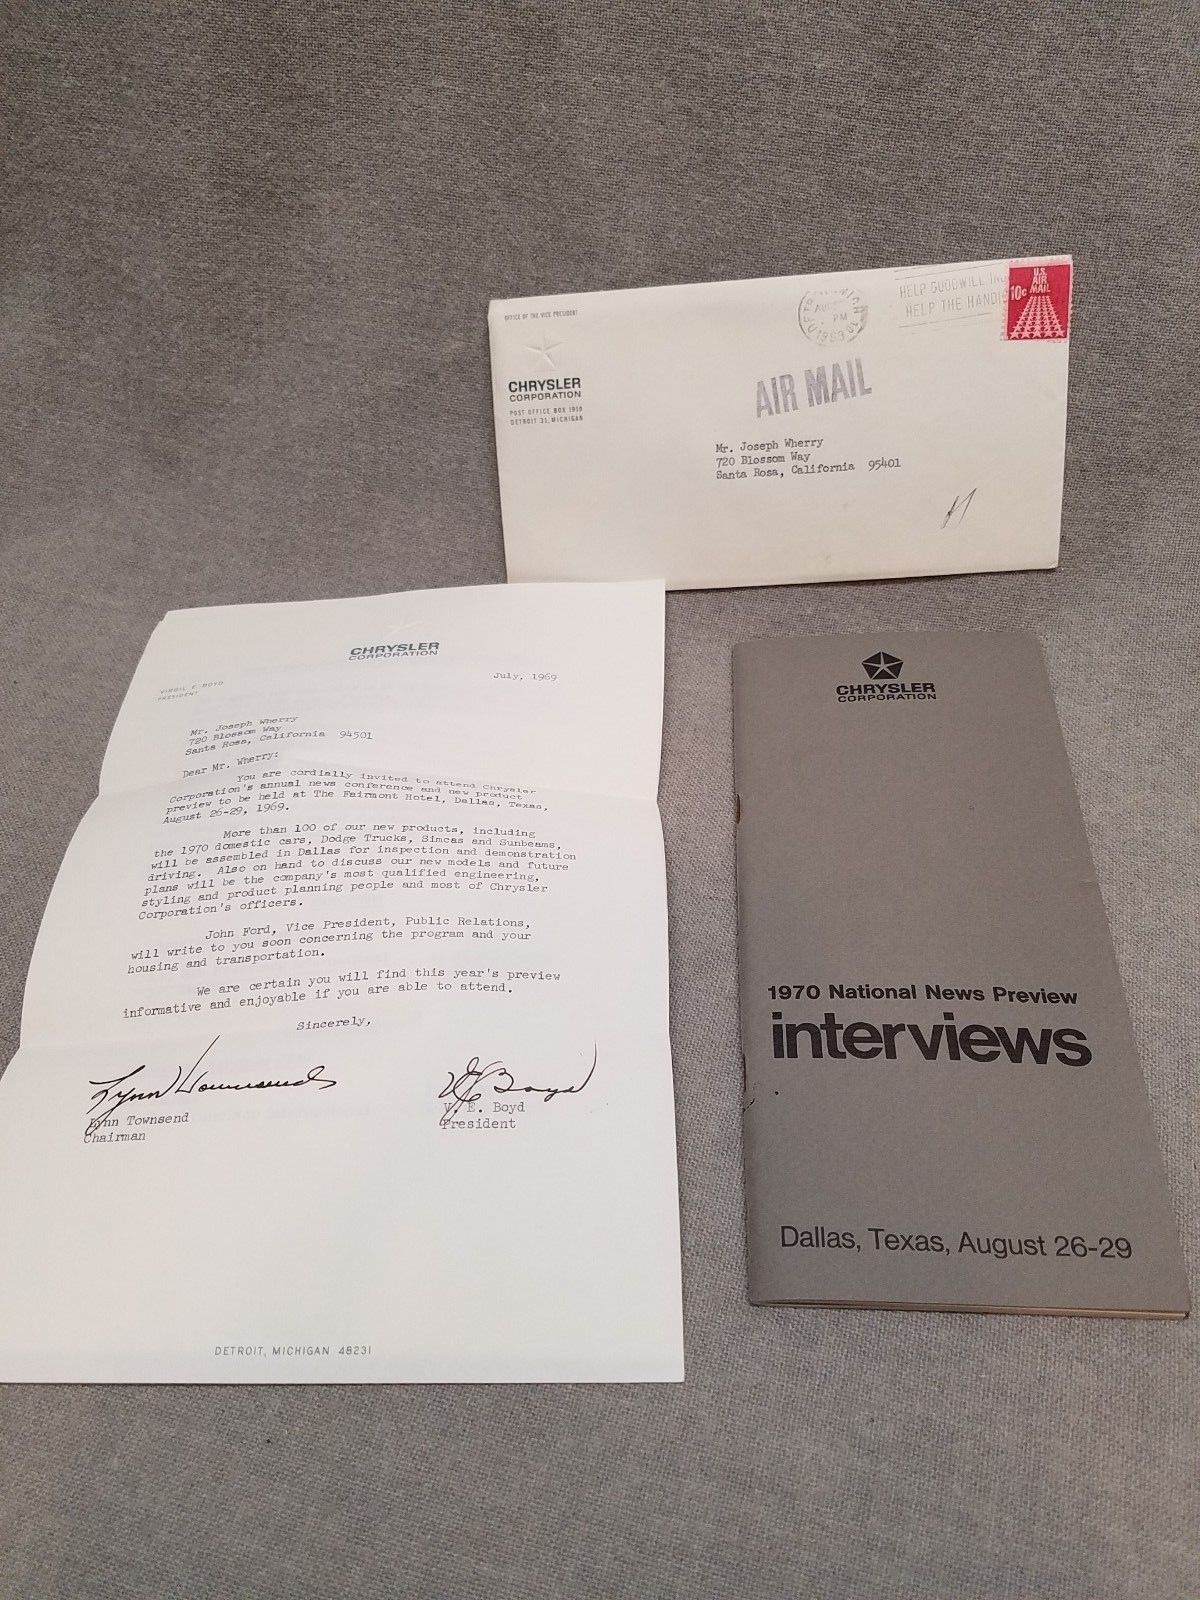 OFFICE OF THE VICE PRESIDENT
CHRYSLER
CORPORATION
POST OFFICE BOX 1919
DETROIT 31, MICHIGAN
PM
HELP GOODWILL
HELP THE
U.S.
AIR
MAIL
10c
AIR MAIL
Mr. Joseph Wherry
720 Blossom Way
Santa Rosa, California 95401
CHRYSLER
CORPORATION
VIRGIL E. BOYD
PRESIDENT
July, 1969
Mr. Joseph Wherry
720 Blossom Way
Santa Rosa, California 94501
Dear Mr. Wherry:
You are cordially invited to attend Chrysler
Corporation's annual news conference and new product
preview to be held at The Fairmont Hotel, Dallas, Texas,
August 26-29, 1969.
More than 100 of our new products, including
the 1970 domestic cars, Dodge Trucks, Simcas and Sunbeams,
will be assembled in Dallas for inspection and demonstration
driving. Also on hand to discuss our new models and future
plans will be the company's most qualified engineering,
styling and product planning people and most of Chrysler
Corporation's officers.
John Ford, Vice President, Public Relations,
will write to you soon concerning the program and your
housing and transportation.
We are certain you will find this year's preview
informative and enjoyable if you are able to attend.
Sincerely,
Lynn Townsend
V E Boyd
Lynn Townsend
Chairman
V. E. Boyd
President
DETROIT, MICHIGAN 48231
CHRYSLER
CORPORATION
1970 National News Preview
interviews
Dallas, Texas, August 26-29